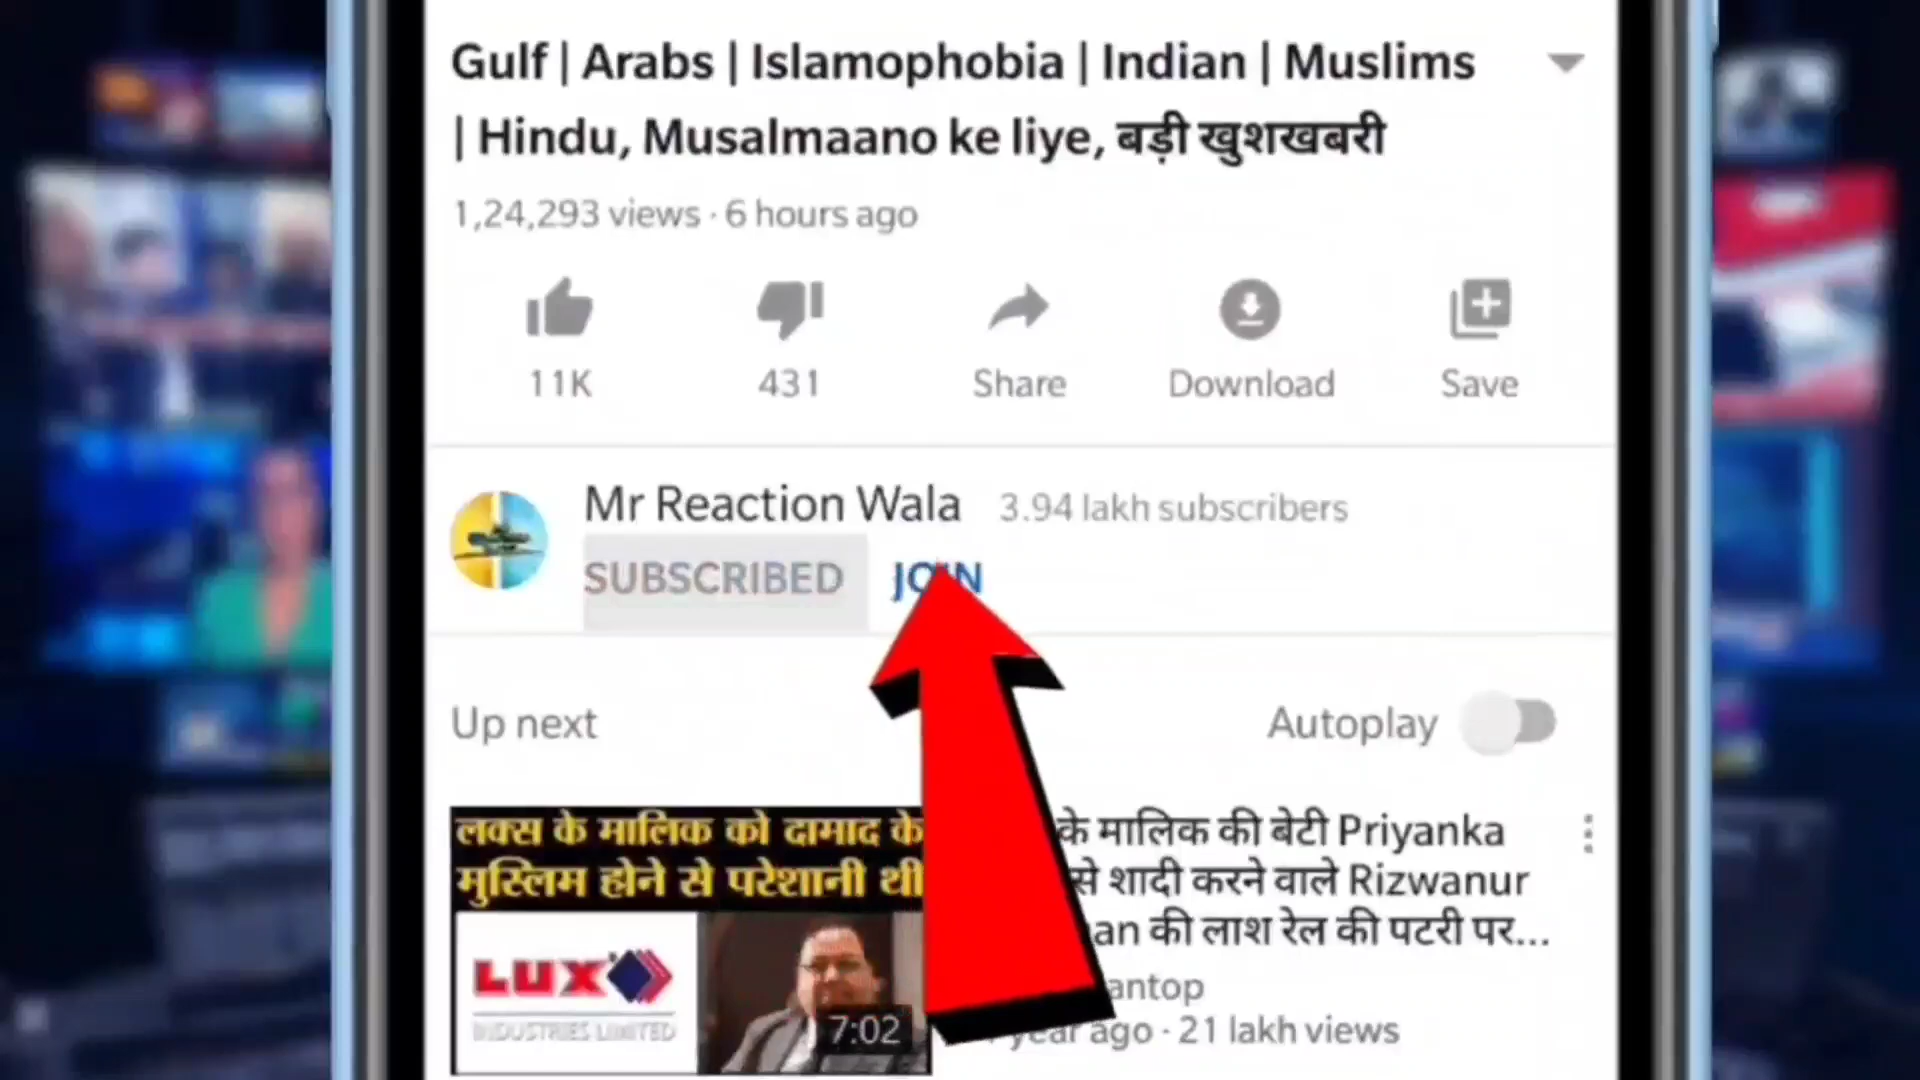 Gulf | Arabs | Islamophobia | Indian | Muslims
| Hindu, Musalmaano ke liye, बड़ी खुशखबरी
1,24,293 views · 6 hours ago
11K
431
Share
Download
Save
Mr Reaction Wala
3.94 lakh subscribers
SUBSCRIBED
JOIN
Up next
Autoplay
लक्स के मालिक को दामाद के
मुस्लिम होने से परेशानी थी
LUX
INDUSTRIES LIMITED
7:02
के मालिक की बेटी Priyanka
से शादी करने वाले Rizwanur
an की लाश रेल की पटरी पर...
antop
year ago · 21 lakh views